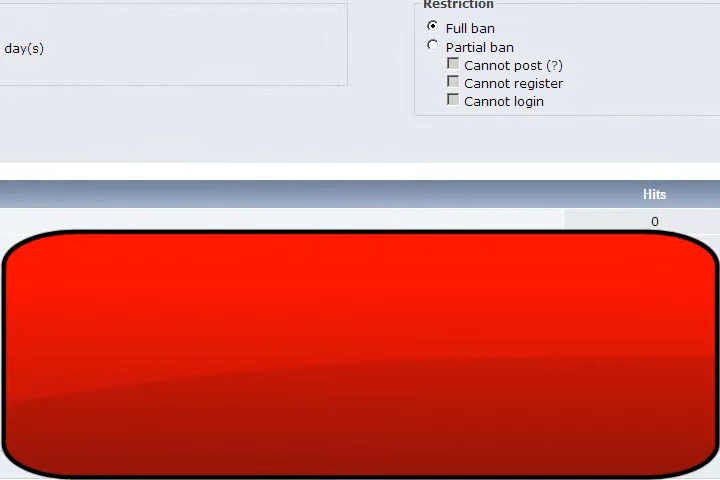 Restriction
Full ban
day(s)
Partial ban
Cannot post (?)
Cannot register
Cannot login
Hits
0